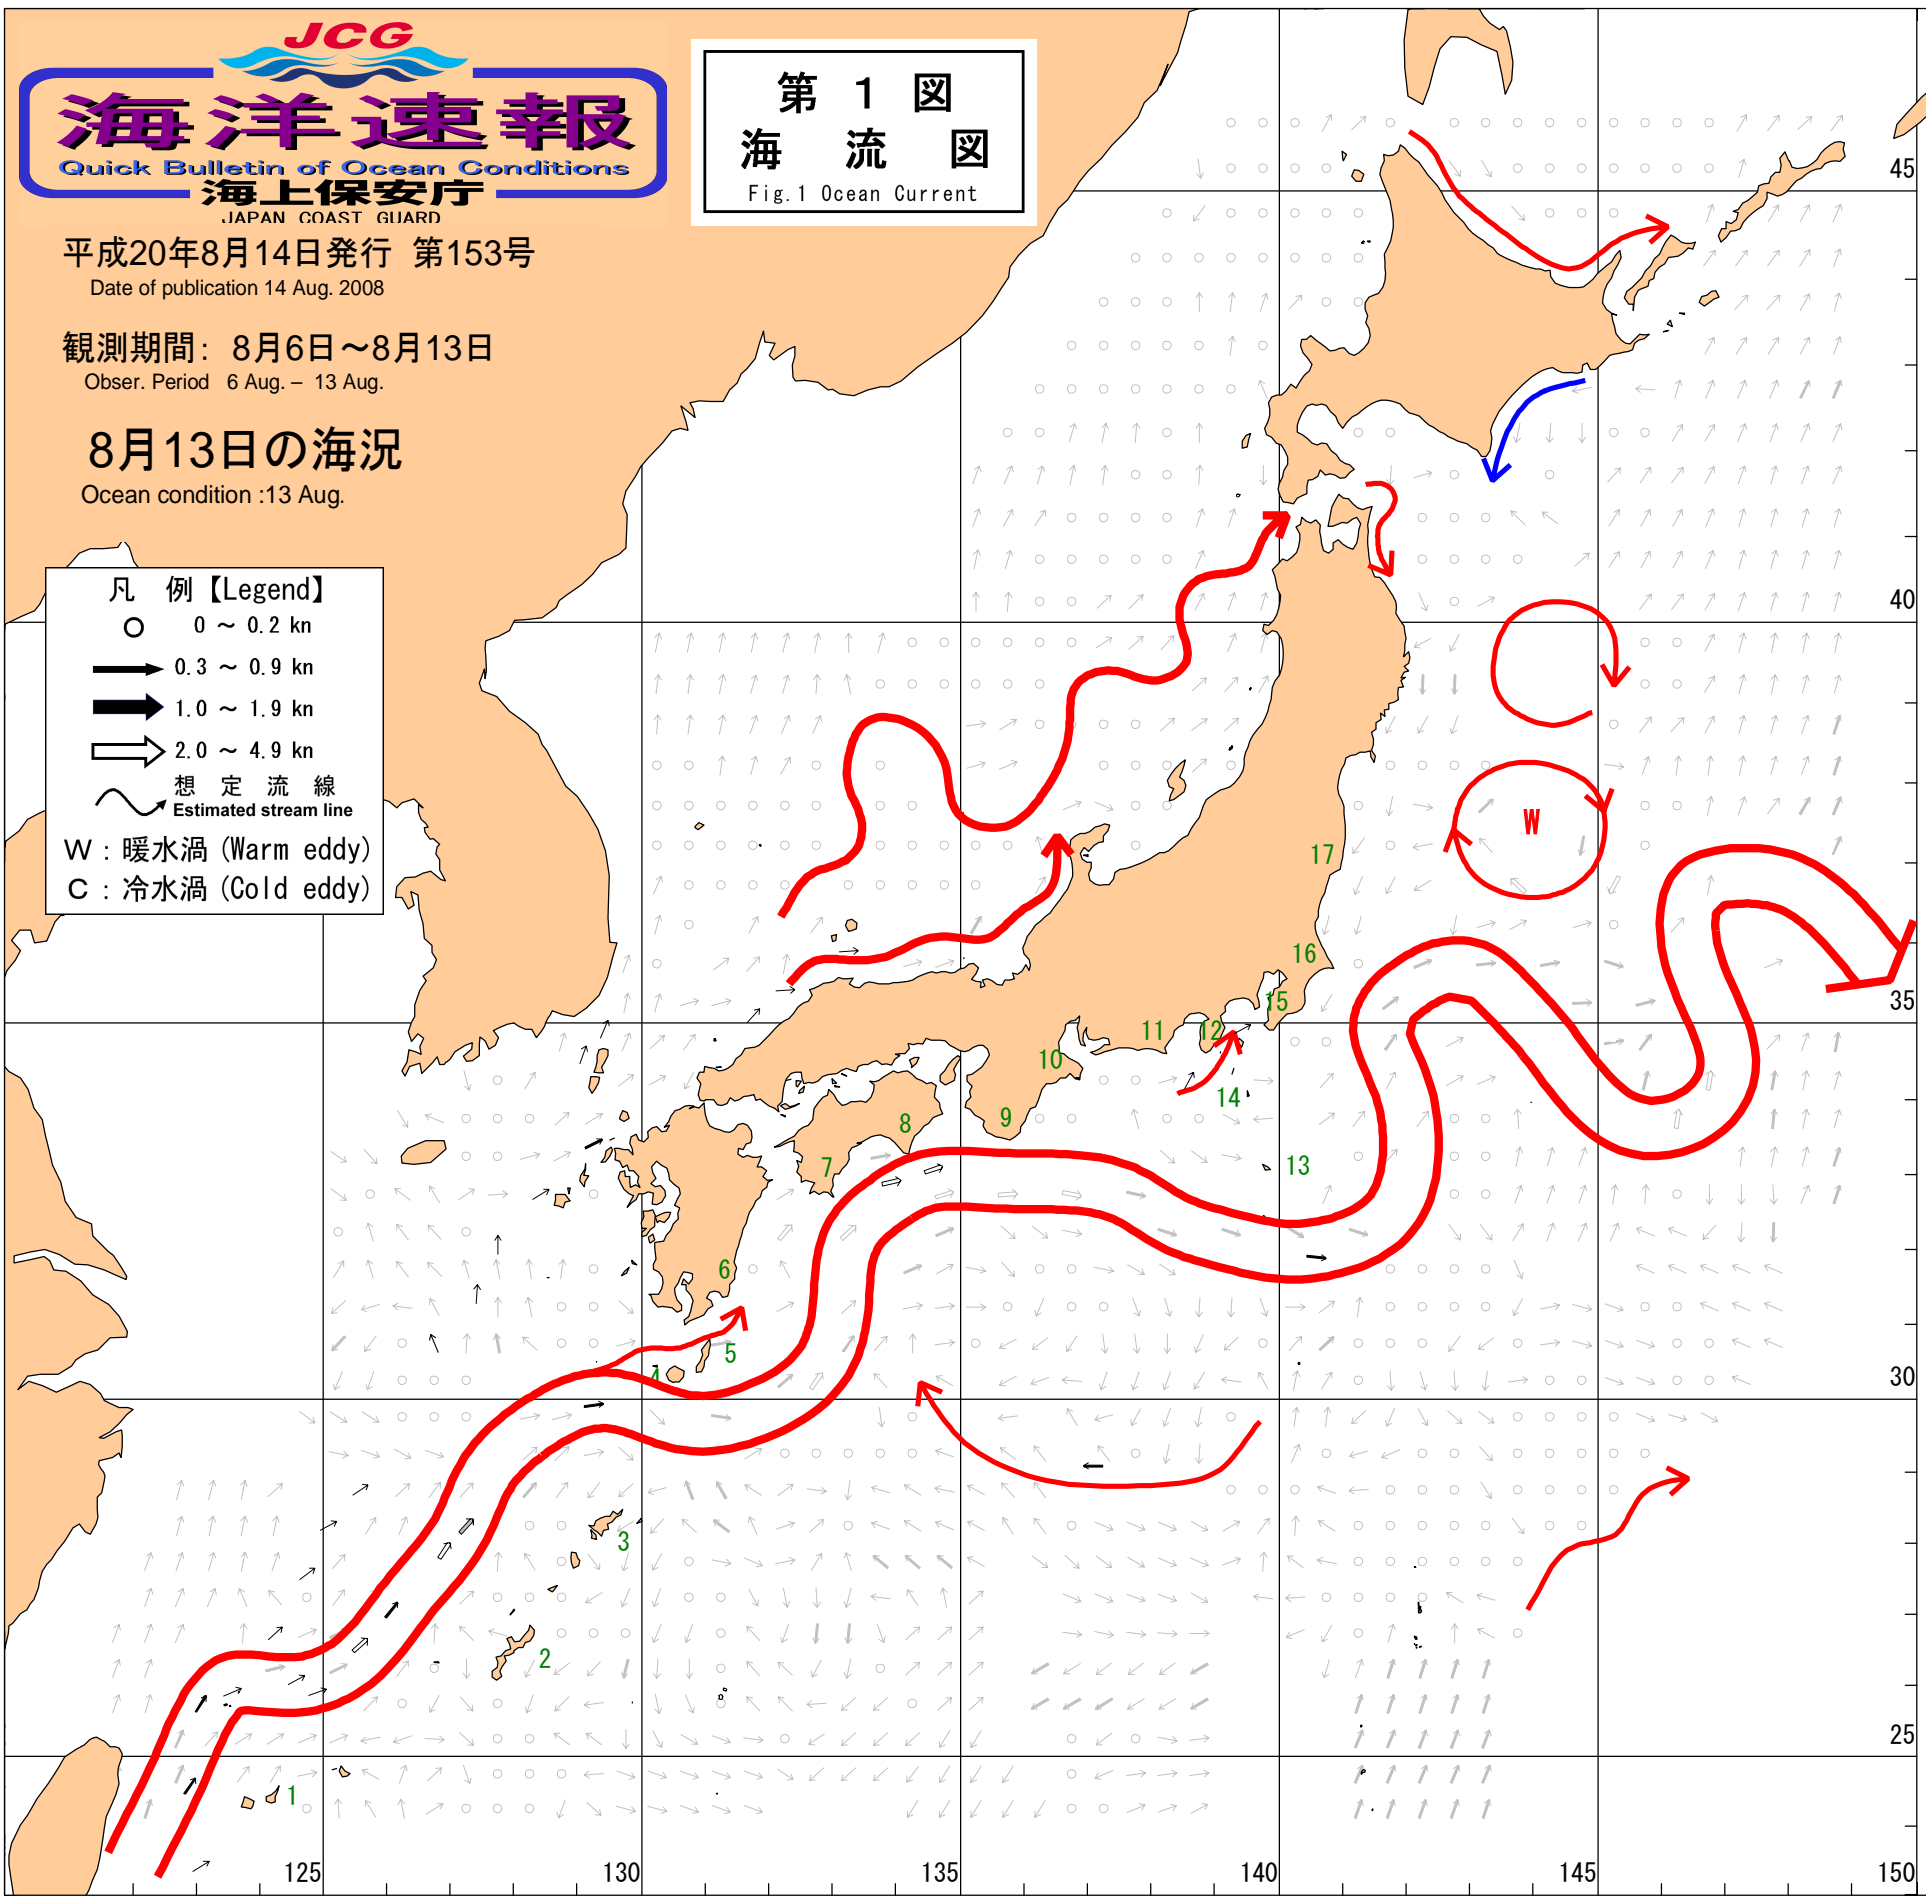 JCG
海洋速報
Quick Bulletin of Ocean Conditions
海上保安庁
JAPAN COAST GUARD
平成20年8月14日発行 第153号
Date of publication 14 Aug. 2008
観測期間: 8月6日～8月13日
Obser. Period 6 Aug. – 13 Aug.
8月13日の海況
Ocean condition :13 Aug.
第 1 図
海 流 図
Fig.1 Ocean Current
凡 例【Legend】
0 ～ 0.2 kn
0.3 ～ 0.9 kn
1.0 ～ 1.9 kn
2.0 ～ 4.9 kn
想 定 流 線
Estimated stream line
W : 暖水渦 (Warm eddy)
C : 冷水渦 (Cold eddy)
45
40
W
17
16
35
15
12
11
10
14
9
8
13
7
6
5
4
30
3
2
25
1
125
130
135
140
145
150